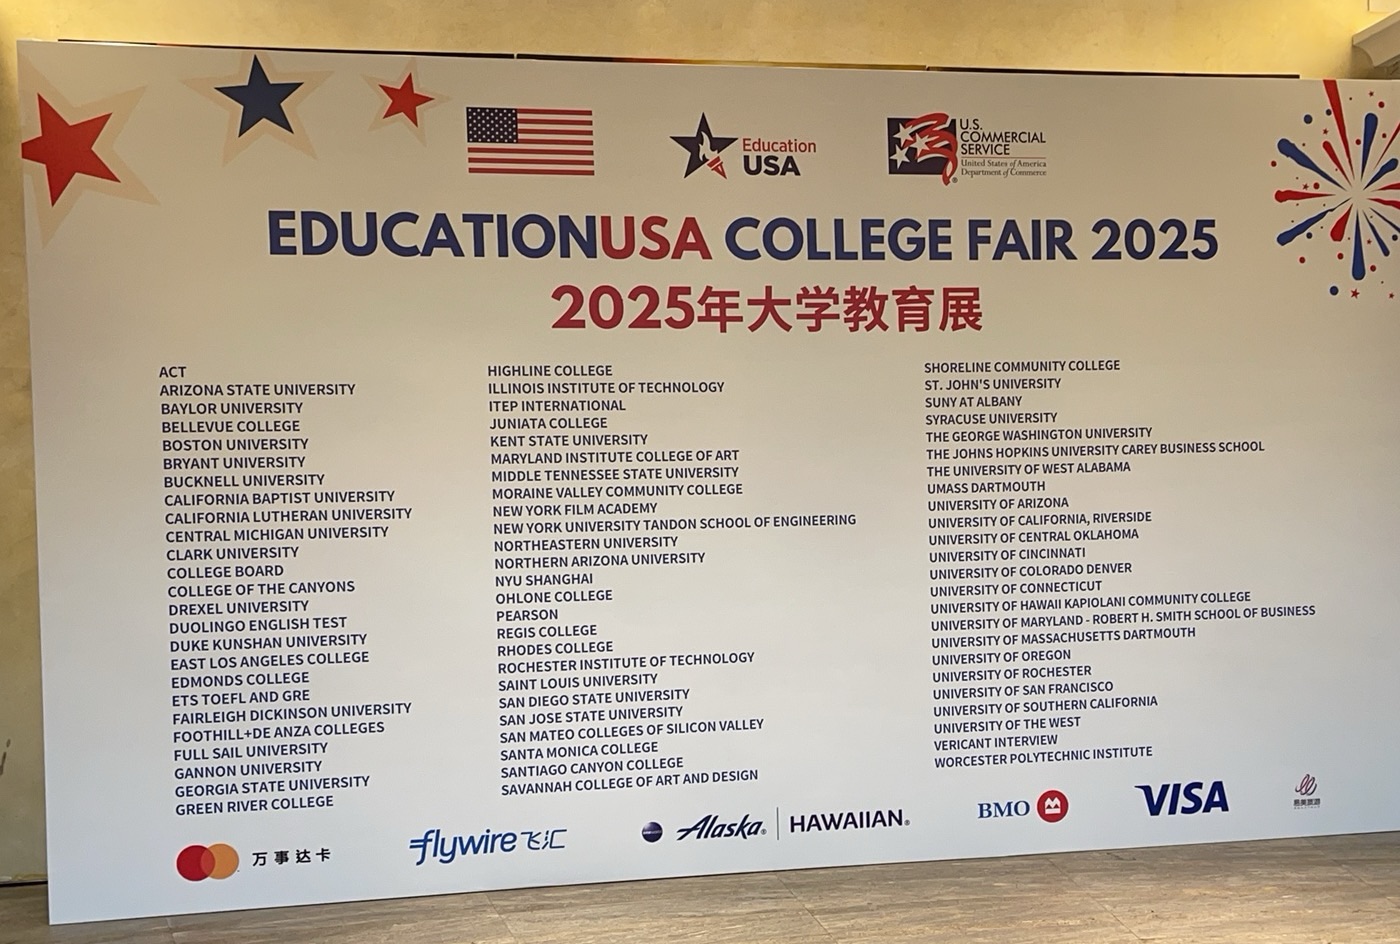 Education
USA
U.S.
COMMERCIAL
SERVICE
United States of America
Department of Commerce
EDUCATIONUSA COLLEGE FAIR 2025
2025年大学教育展
ACT
ARIZONA STATE UNIVERSITY
BAYLOR UNIVERSITY
BELLEVUE COLLEGE
BOSTON UNIVERSITY
BRYANT UNIVERSITY
BUCKNELL UNIVERSITY
CALIFORNIA BAPTIST UNIVERSITY
CALIFORNIA LUTHERAN UNIVERSITY
CENTRAL MICHIGAN UNIVERSITY
CLARK UNIVERSITY
COLLEGE BOARD
COLLEGE OF THE CANYONS
DREXEL UNIVERSITY
DUOLINGO ENGLISH TEST
DUKE KUNSHAN UNIVERSITY
EAST LOS ANGELES COLLEGE
EDMONDS COLLEGE
ETS TOEFL AND GRE
FAIRLEIGH DICKINSON UNIVERSITY
FOOTHILL+DE ANZA COLLEGES
FULL SAIL UNIVERSITY
GANNON UNIVERSITY
GEORGIA STATE UNIVERSITY
GREEN RIVER COLLEGE
HIGHLINE COLLEGE
ILLINOIS INSTITUTE OF TECHNOLOGY
ITEP INTERNATIONAL
JUNIATA COLLEGE
KENT STATE UNIVERSITY
MARYLAND INSTITUTE COLLEGE OF ART
MIDDLE TENNESSEE STATE UNIVERSITY
MORAINE VALLEY COMMUNITY COLLEGE
NEW YORK FILM ACADEMY
NEW YORK UNIVERSITY TANDON SCHOOL OF ENGINEERING
NORTHEASTERN UNIVERSITY
NORTHERN ARIZONA UNIVERSITY
NYU SHANGHAI
OHLONE COLLEGE
PEARSON
REGIS COLLEGE
RHODES COLLEGE
ROCHESTER INSTITUTE OF TECHNOLOGY
SAINT LOUIS UNIVERSITY
SAN DIEGO STATE UNIVERSITY
SAN JOSE STATE UNIVERSITY
SAN MATEO COLLEGES OF SILICON VALLEY
SANTA MONICA COLLEGE
SANTIAGO CANYON COLLEGE
SAVANNAH COLLEGE OF ART AND DESIGN
SHORELINE COMMUNITY COLLEGE
ST. JOHN'S UNIVERSITY
SUNY AT ALBANY
SYRACUSE UNIVERSITY
THE GEORGE WASHINGTON UNIVERSITY
THE JOHNS HOPKINS UNIVERSITY CAREY BUSINESS SCHOOL
THE UNIVERSITY OF WEST ALABAMA
UMASS DARTMOUTH
UNIVERSITY OF ARIZONA
UNIVERSITY OF CALIFORNIA, RIVERSIDE
UNIVERSITY OF CENTRAL OKLAHOMA
UNIVERSITY OF CINCINNATI
UNIVERSITY OF COLORADO DENVER
UNIVERSITY OF CONNECTICUT
UNIVERSITY OF HAWAII KAPIOLANI COMMUNITY COLLEGE
UNIVERSITY OF MARYLAND - ROBERT H. SMITH SCHOOL OF BUSINESS
UNIVERSITY OF MASSACHUSETTS DARTMOUTH
UNIVERSITY OF OREGON
UNIVERSITY OF ROCHESTER
UNIVERSITY OF SAN FRANCISCO
UNIVERSITY OF SOUTHERN CALIFORNIA
UNIVERSITY OF THE WEST
VERICANT INTERVIEW
WORCESTER POLYTECHNIC INSTITUTE
万事达卡
flywire 飞汇
Alaska® HAWAIIAN®
BMO
VISA